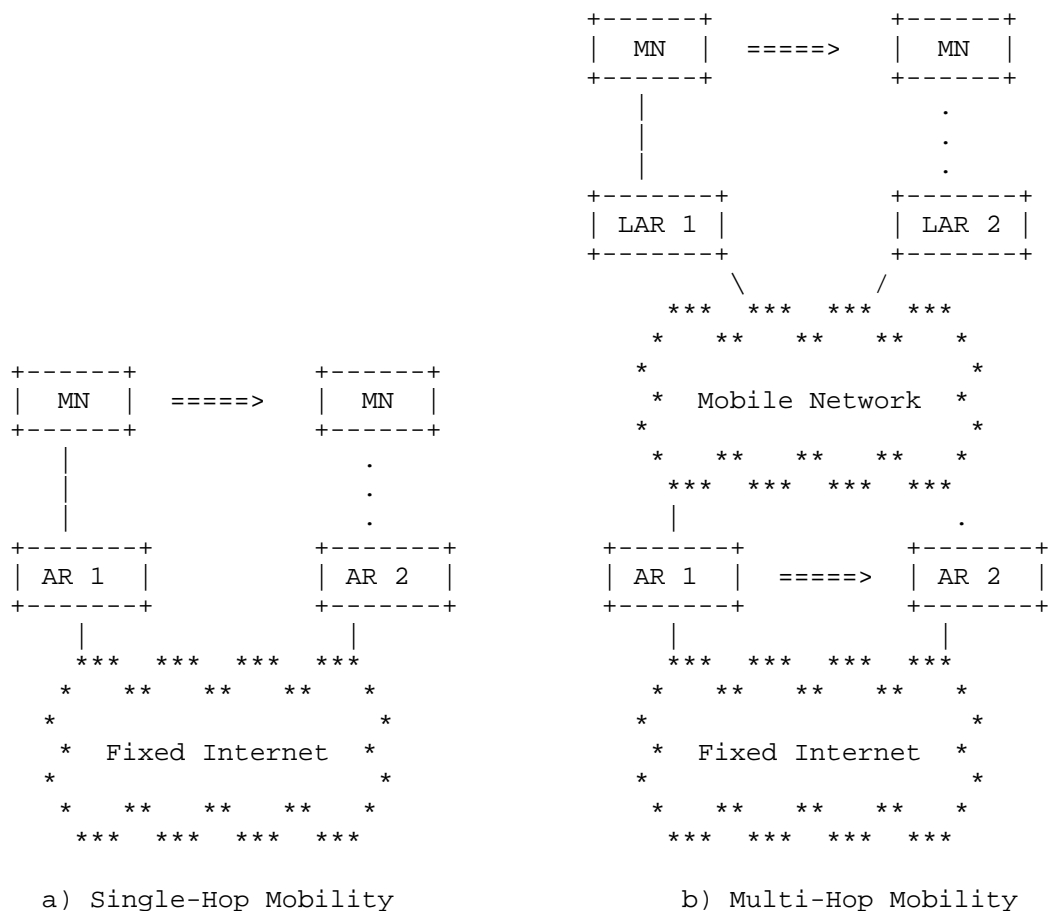 MN =====> MN
LAR 1 LAR 2
Mobile Network
MN =====> MN
AR 1 AR 2
AR 1 =====> AR 2
Fixed Internet
Fixed Internet
a) Single-Hop Mobility
b) Multi-Hop Mobility